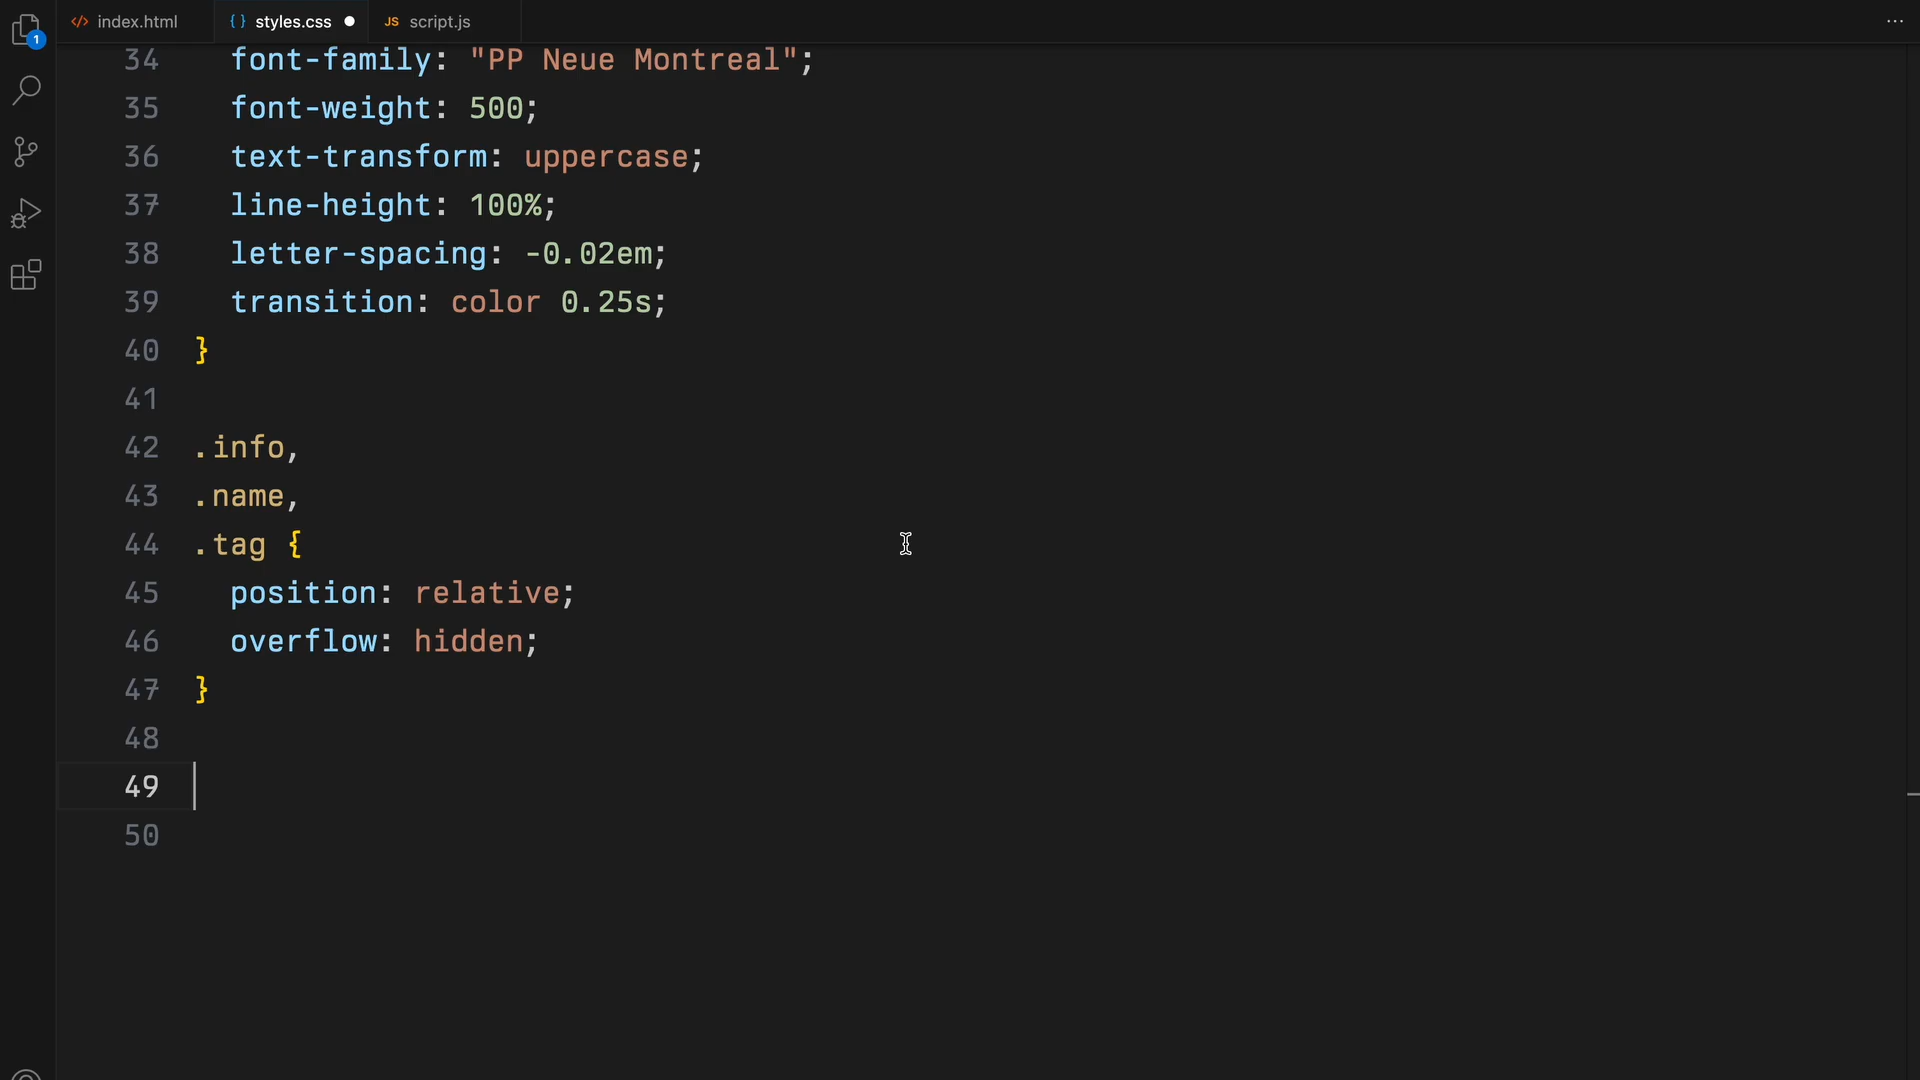 index.html styles.css JS script.js ...
1
34 font-family: "PP Neue Montreal";
35 font-weight: 500;
36 text-transform: uppercase;
37 line-height: 100%;
38 letter-spacing: -0.02em;
39 transition: color 0.25s;
40 }
41
42 .info,
43 .name,
44 .tag {
45 position: relative;
46 overflow: hidden;
47 }
48
49
50